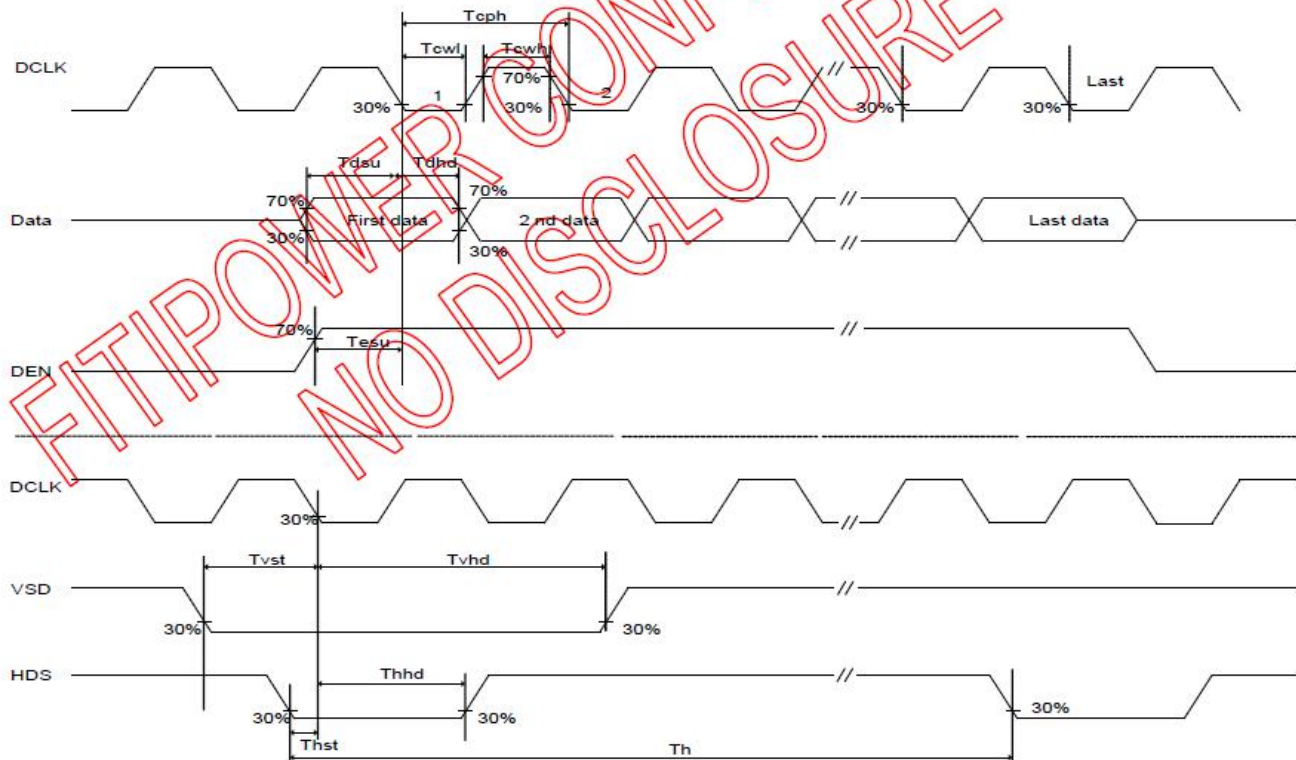 Tcph
Tcwl Tcwh
DCLK
70%
30% 1 30% 2 30% 30% Last
Tdsu Tdhd
70% 70%
Data First data 2 nd data Last data
30% 30%
70%
Tesu
DEN
FITIPOWER CONF
NO DISCLOSURE
DCLK
30%
Tvst Tvhd
VSD
30% 30%
HDS Thhd
30% 30% 30%
Thst Th